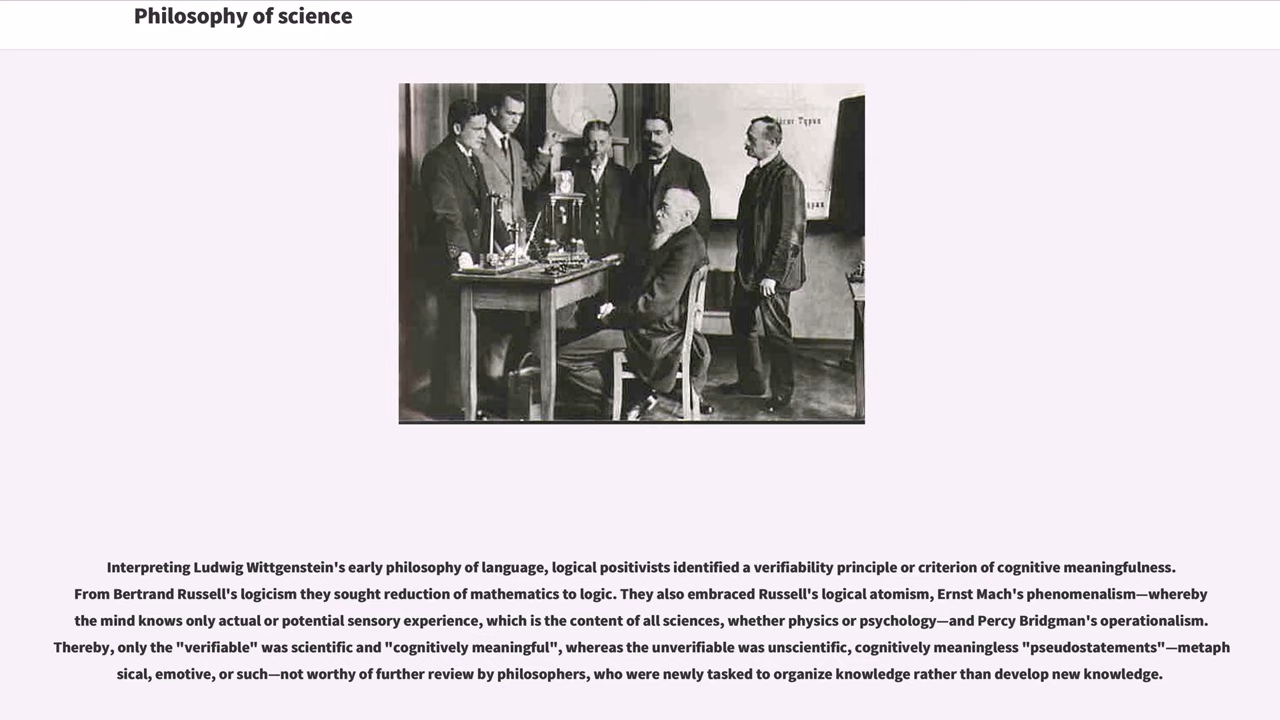 Philosophy of science
Typus
Interpreting Ludwig Wittgenstein's early philosophy of language, logical positivists identified a verifiability principle or criterion of cognitive meaningfulness.
From Bertrand Russell's logicism they sought reduction of mathematics to logic. They also embraced Russell's logical atomism, Ernst Mach's phenomenalism—whereby
the mind knows only actual or potential sensory experience, which is the content of all sciences, whether physics or psychology—and Percy Bridgman's operationalism.
Thereby, only the "verifiable" was scientific and "cognitively meaningful", whereas the unverifiable was unscientific, cognitively meaningless "pseudostatements"—metaph
sical, emotive, or such—not worthy of further review by philosophers, who were newly tasked to organize knowledge rather than develop new knowledge.